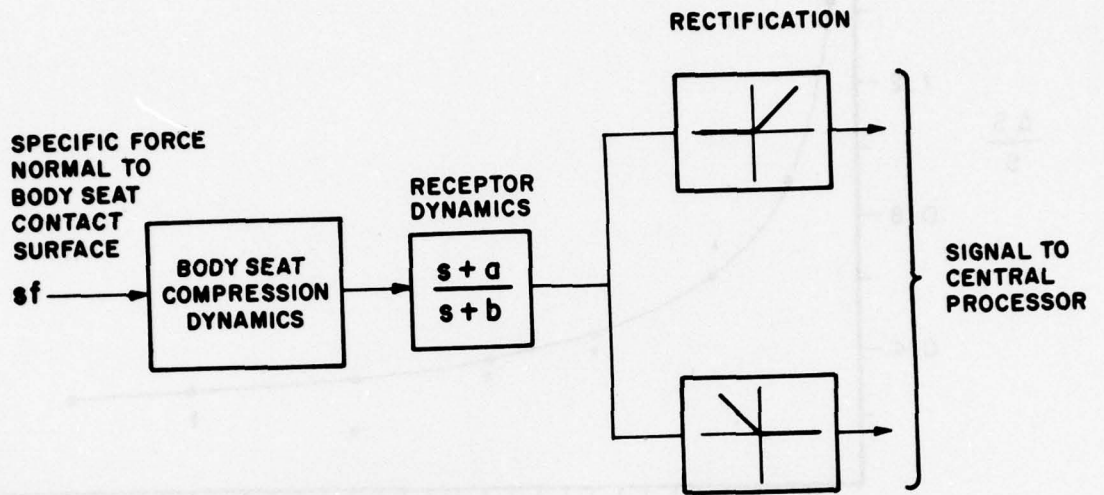 RECTIFICATION
SPECIFIC FORCE
NORMAL TO
BODY SEAT
CONTACT
SURFACE
sf
BODY SEAT
COMPRESSION
DYNAMICS
RECEPTOR
DYNAMICS
s + a
s + b
SIGNAL TO
CENTRAL
PROCESSOR